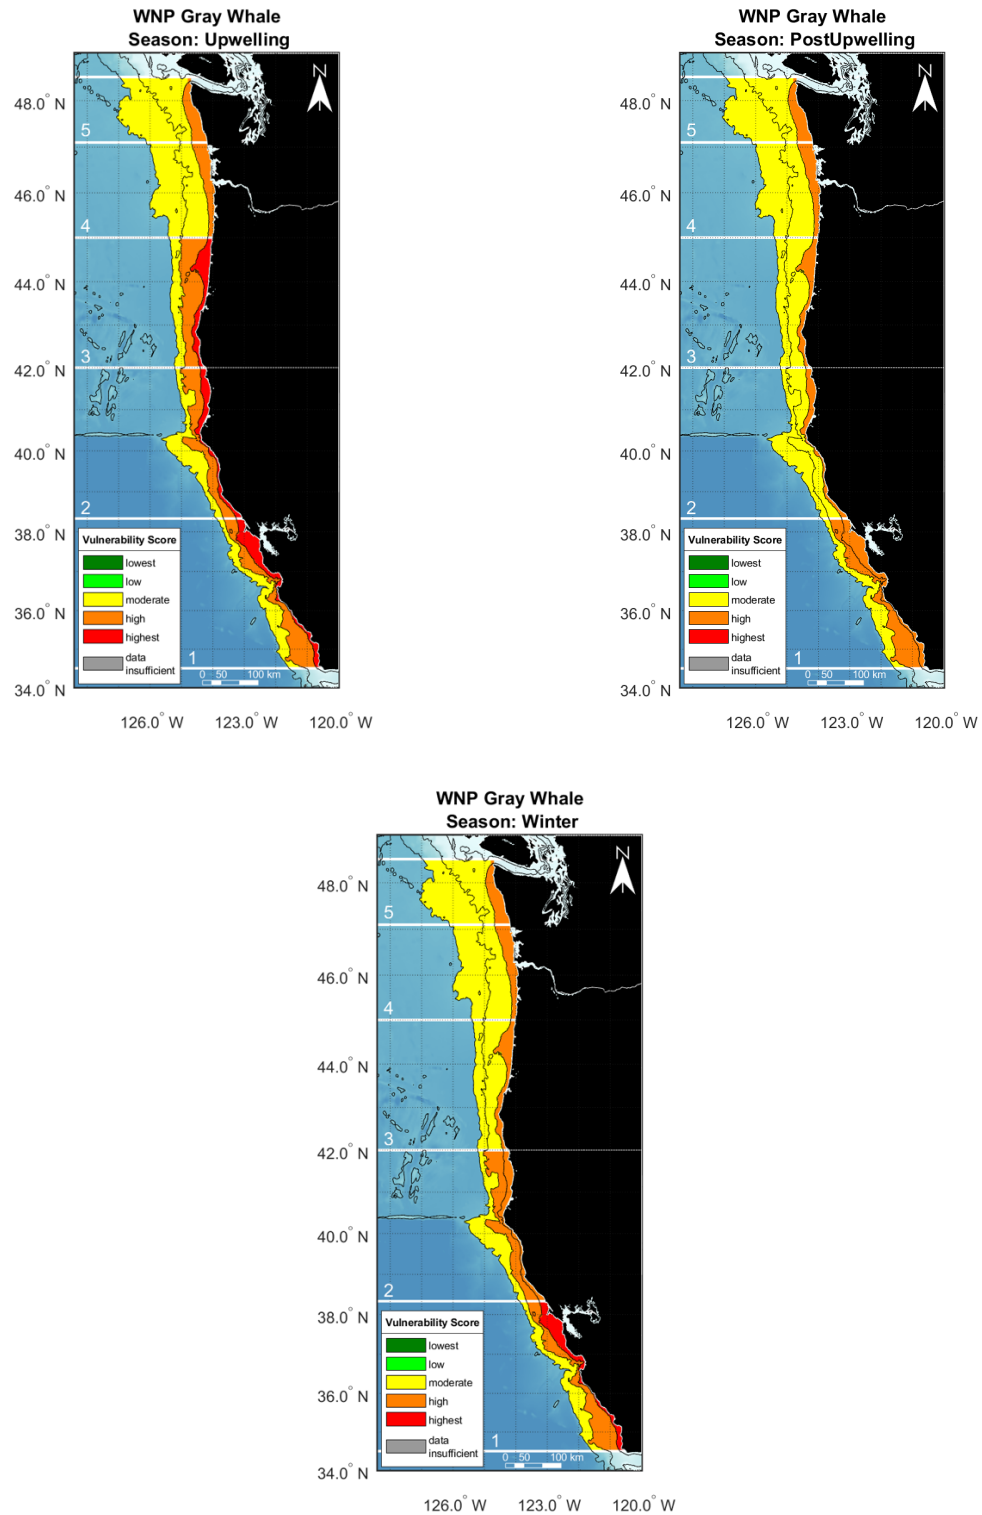 WNP Gray Whale
Season: Upwelling
N
48.0° N
5
46.0° N
4
44.0° N
3
42.0° N
40.0° N
2
38.0° N
Vulnerability Score
lowest
low
moderate
36.0° N
high
highest
data
insufficient
1
0 50 100 km
34.0° N
126.0° W 123.0° W 120.0° W
WNP Gray Whale
Season: PostUpwelling
N
48.0° N
5
46.0° N
4
44.0° N
3
42.0° N
40.0° N
2
38.0° N
Vulnerability Score
lowest
low
moderate
36.0° N
high
highest
data
insufficient
1
0 50 100 km
34.0° N
126.0° W 123.0° W 120.0° W
WNP Gray Whale
Season: Winter
N
48.0° N
5
46.0° N
4
44.0° N
3
42.0° N
40.0° N
2
38.0° N
Vulnerability Score
lowest
low
moderate
36.0° N
high
highest
data
insufficient
1
0 50 100 km
34.0° N
126.0° W 123.0° W 120.0° W